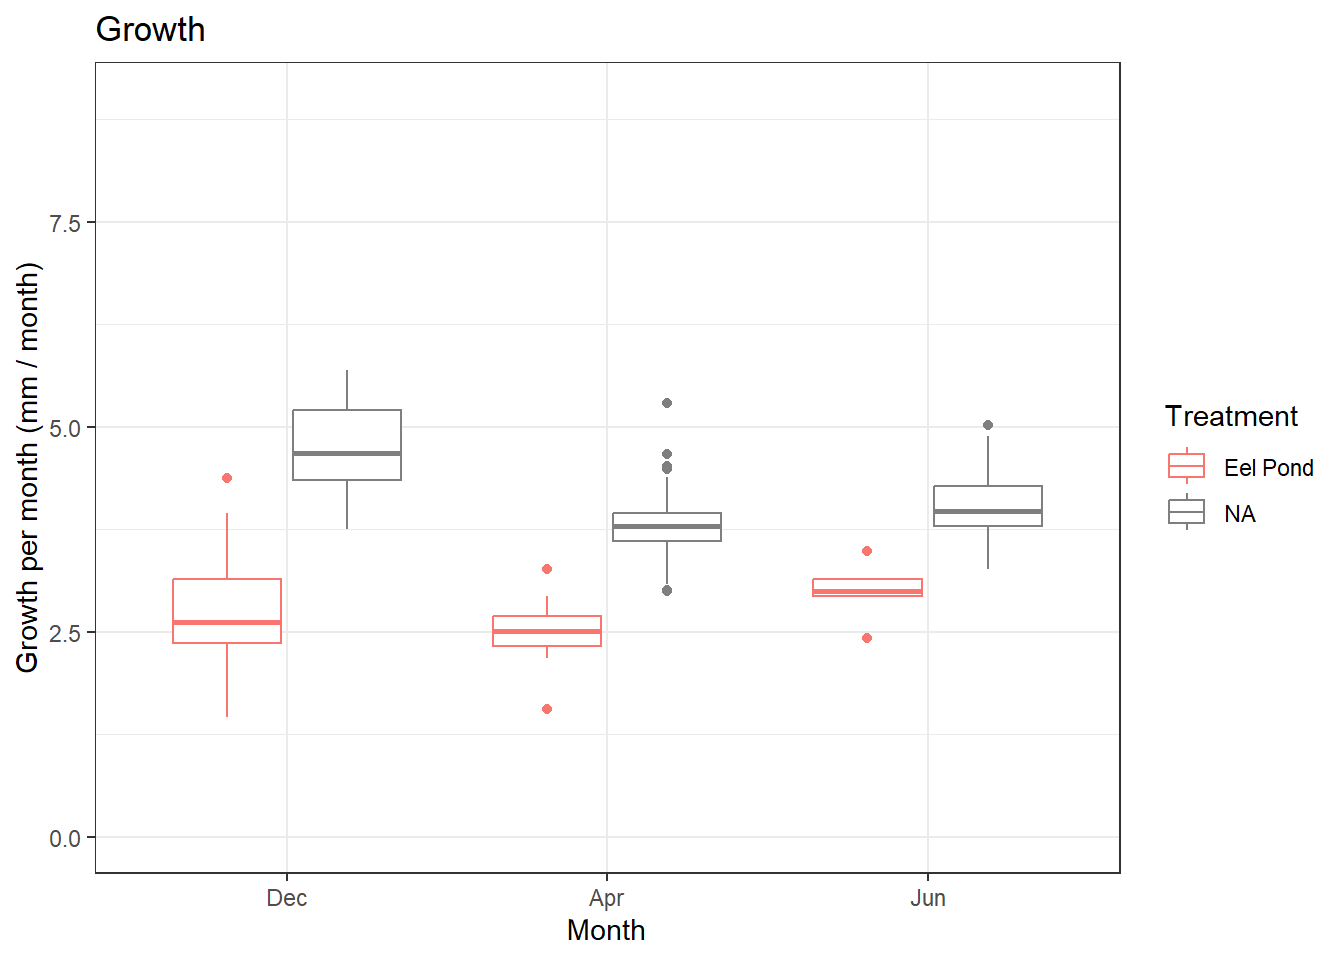 Growth
Growth per month (mm / month)
7.5
5.0
2.5
0.0
Dec
Apr
Jun
Month
Treatment
Eel Pond
NA